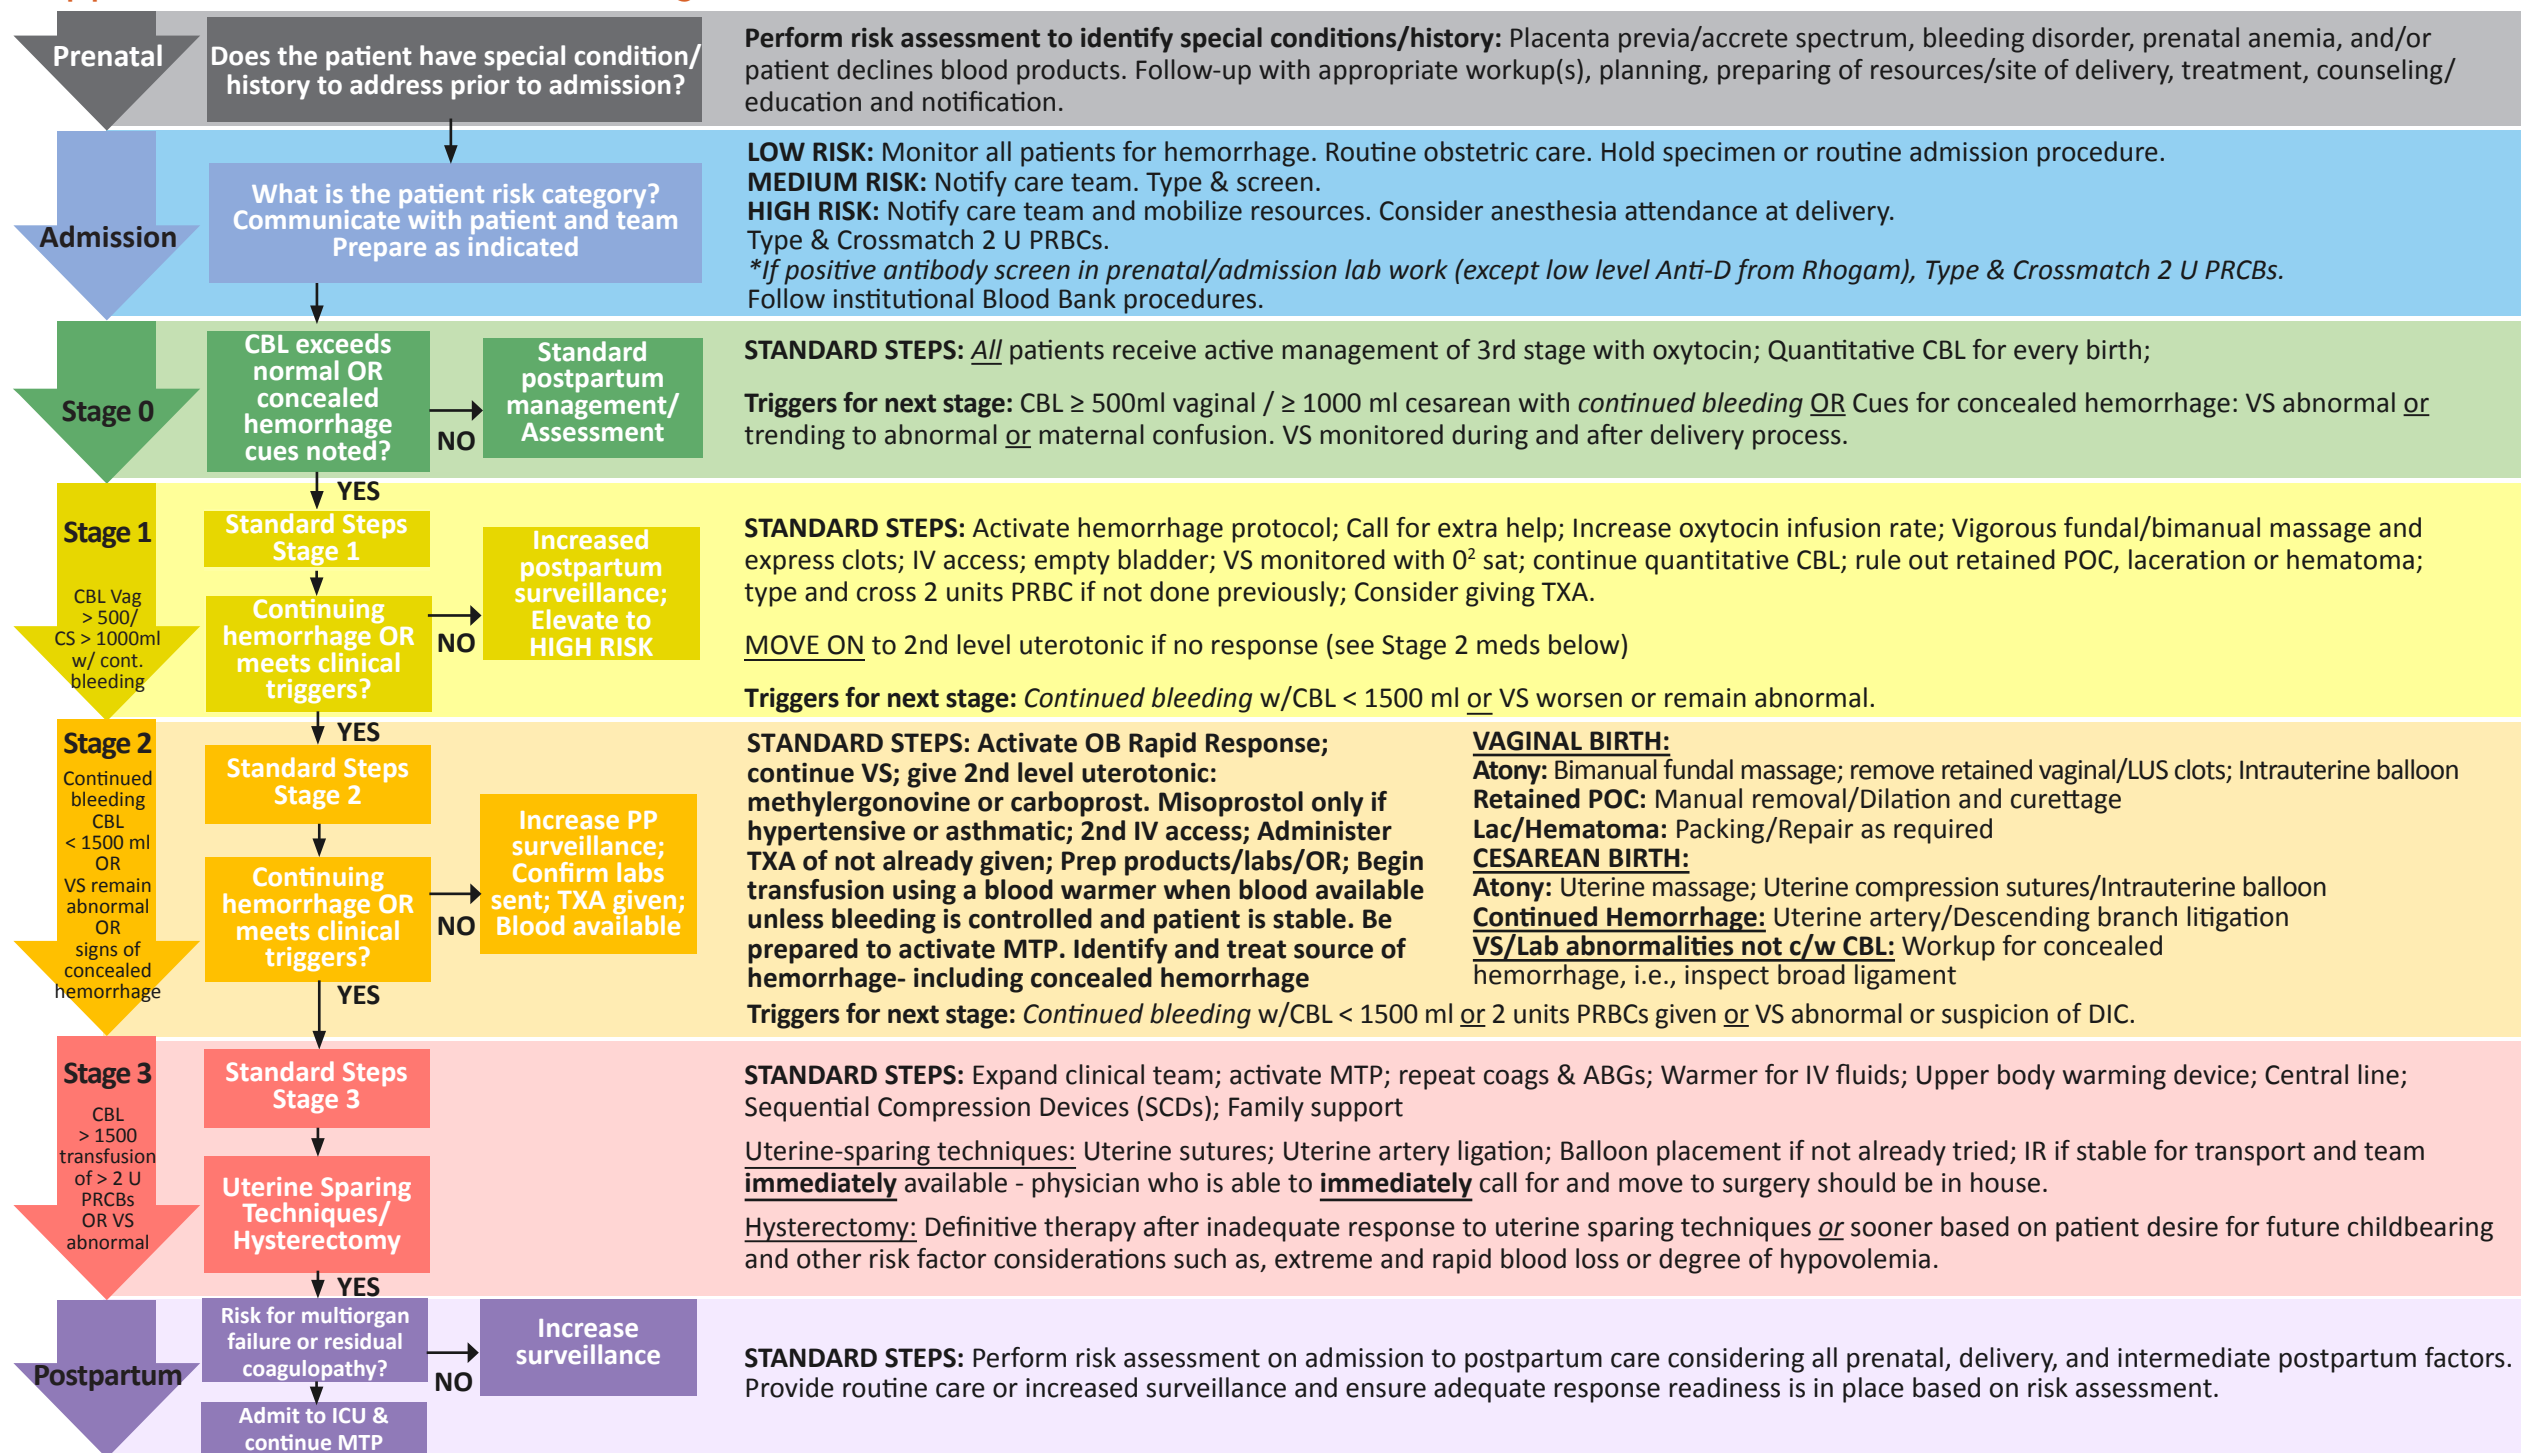 Prenatal
Does the patient have special condition/
history to address prior to admission?
Perform risk assessment to identify special conditions/history: Placenta previa/accrete spectrum, bleeding disorder, prenatal anemia, and/or
patient declines blood products. Follow-up with appropriate workup(s), planning, preparing of resources/site of delivery, treatment, counseling/
education and notification.
Admission
What is the patient risk category?
Communicate with patient and team
Prepare as indicated
LOW RISK: Monitor all patients for hemorrhage. Routine obstetric care. Hold specimen or routine admission procedure.
MEDIUM RISK: Notify care team. Type & screen.
HIGH RISK: Notify care team and mobilize resources. Consider anesthesia attendance at delivery.
Type & Crossmatch 2 U PRBCs.
*If positive antibody screen in prenatal/admission lab work (except low level Anti-D from Rhogam), Type & Crossmatch 2 U PRCBs.
Follow institutional Blood Bank procedures.
Stage 0
CBL exceeds
normal OR
concealed
hemorrhage
cues noted?
NO
Standard
postpartum
management/
Assessment
STANDARD STEPS: All patients receive active management of 3rd stage with oxytocin; Quantitative CBL for every birth;
Triggers for next stage: CBL ≥ 500ml vaginal / ≥ 1000 ml cesarean with continued bleeding OR Cues for concealed hemorrhage: VS abnormal or
trending to abnormal or maternal confusion. VS monitored during and after delivery process.
YES
Stage 1
CBL Vag
> 500/
CS > 1000ml
w/ cont.
bleeding
Standard Steps
Stage 1
Continuing
hemorrhage OR
meets clinical
triggers?
NO
Increased
postpartum
surveillance;
Elevate to
HIGH RISK
STANDARD STEPS: Activate hemorrhage protocol; Call for extra help; Increase oxytocin infusion rate; Vigorous fundal/bimanual massage and
express clots; IV access; empty bladder; VS monitored with 0² sat; continue quantitative CBL; rule out retained POC, laceration or hematoma;
type and cross 2 units PRBC if not done previously; Consider giving TXA.
MOVE ON to 2nd level uterotonic if no response (see Stage 2 meds below)
Triggers for next stage: Continued bleeding w/CBL < 1500 ml or VS worsen or remain abnormal.
YES
Stage 2
Continued
bleeding
CBL
< 1500 ml
OR
VS remain
abnormal
OR
signs of
concealed
hemorrhage
Standard Steps
Stage 2
Continuing
hemorrhage OR
meets clinical
triggers?
NO
Increase PP
surveillance;
Confirm labs
sent; TXA given;
Blood available
STANDARD STEPS: Activate OB Rapid Response;
continue VS; give 2nd level uterotonic:
methylergonovine or carboprost. Misoprostol only if
hypertensive or asthmatic; 2nd IV access; Administer
TXA of not already given; Prep products/labs/OR; Begin
transfusion using a blood warmer when blood available
unless bleeding is controlled and patient is stable. Be
prepared to activate MTP. Identify and treat source of
hemorrhage- including concealed hemorrhage
VAGINAL BIRTH:
Atony: Bimanual fundal massage; remove retained vaginal/LUS clots; Intrauterine balloon
Retained POC: Manual removal/Dilation and curettage
Lac/Hematoma: Packing/Repair as required
CESAREAN BIRTH:
Atony: Uterine massage; Uterine compression sutures/Intrauterine balloon
Continued Hemorrhage: Uterine artery/Descending branch litigation
VS/Lab abnormalities not c/w CBL: Workup for concealed
hemorrhage, i.e., inspect broad ligament
Triggers for next stage: Continued bleeding w/CBL < 1500 ml or 2 units PRBCs given or VS abnormal or suspicion of DIC.
YES
Stage 3
CBL
> 1500
transfusion
of > 2 U
PRCBs
OR VS
abnormal
Standard Steps
Stage 3
Uterine Sparing
Techniques/
Hysterectomy
STANDARD STEPS: Expand clinical team; activate MTP; repeat coags & ABGs; Warmer for IV fluids; Upper body warming device; Central line;
Sequential Compression Devices (SCDs); Family support
Uterine-sparing techniques: Uterine sutures; Uterine artery ligation; Balloon placement if not already tried; IR if stable for transport and team
immediately available - physician who is able to immediately call for and move to surgery should be in house.
Hysterectomy: Definitive therapy after inadequate response to uterine sparing techniques or sooner based on patient desire for future childbearing
and other risk factor considerations such as, extreme and rapid blood loss or degree of hypovolemia.
YES
Postpartum
Risk for multiorgan
failure or residual
coagulopathy?
NO
Increase
surveillance
Admit to ICU &
continue MTP
STANDARD STEPS: Perform risk assessment on admission to postpartum care considering all prenatal, delivery, and intermediate postpartum factors.
Provide routine care or increased surveillance and ensure adequate response readiness is in place based on risk assessment.